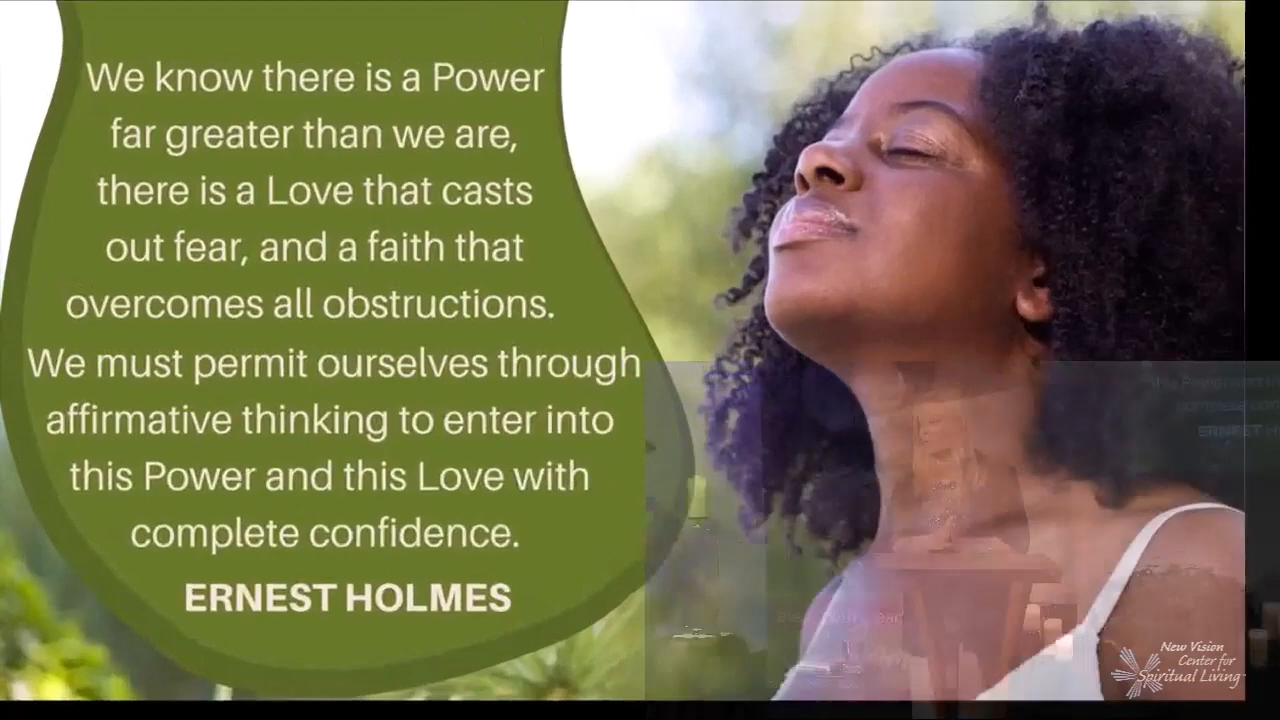 We know there is a Power
far greater than we are,
there is a Love that casts
out fear, and a faith that
overcomes all obstructions.
We must permit ourselves through
affirmative thinking to enter into
this Power and this Love with
complete confidence.
ERNEST HOLMES
New Vision
Center for
Spiritual Living